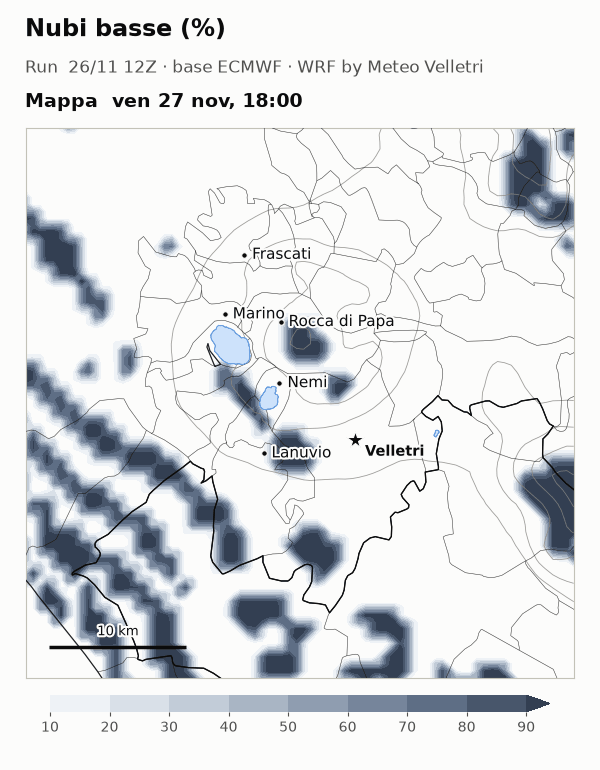 Nubi basse (%)
Run 26/11 12Z · base ECMWF · WRF by Meteo Velletri
Mappa ven 27 nov, 18:00
Frascati
Marino
Rocca di Papa
Nemi
Velletri
Lanuvio
10 km
10 20 30 40 50 60 70 80 90